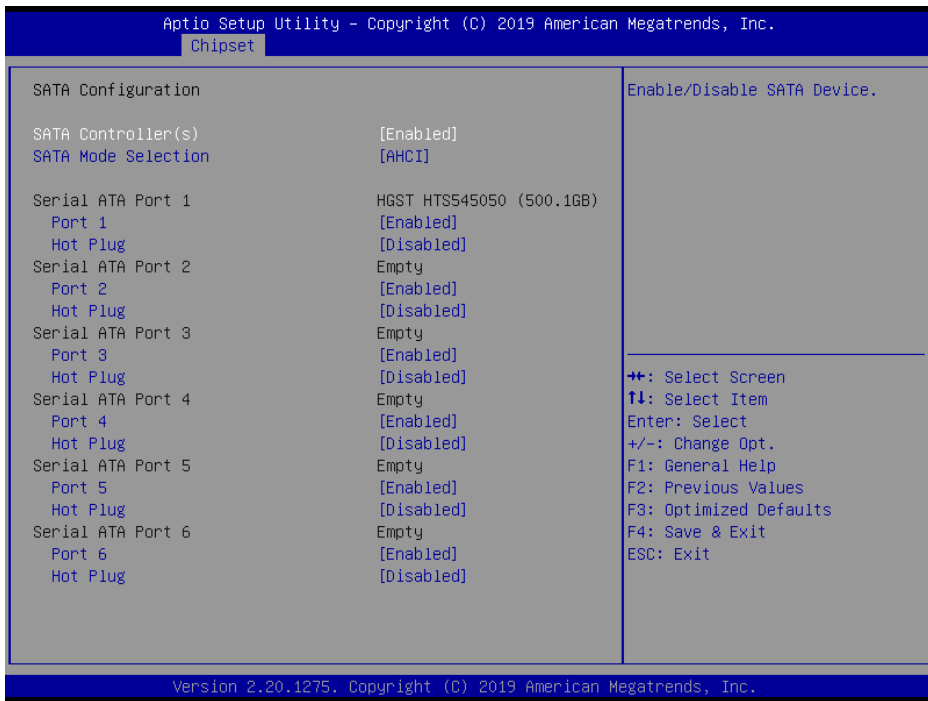 Aptio Setup Utility – Copyright (C) 2019 American Megatrends, Inc.
Chipset
SATA Configuration
SATA Controller(s) [Enabled]
SATA Mode Selection [AHCI]
Serial ATA Port 1 HGST HTS545050 (500.1GB)
Port 1 [Enabled]
Hot Plug [Disabled]
Serial ATA Port 2 Empty
Port 2 [Enabled]
Hot Plug [Disabled]
Serial ATA Port 3 Empty
Port 3 [Enabled]
Hot Plug [Disabled]
Serial ATA Port 4 Empty
Port 4 [Enabled]
Hot Plug [Disabled]
Serial ATA Port 5 Empty
Port 5 [Enabled]
Hot Plug [Disabled]
Serial ATA Port 6 Empty
Port 6 [Enabled]
Hot Plug [Disabled]
Enable/Disable SATA Device.
→←: Select Screen
↑↓: Select Item
Enter: Select
+/-: Change Opt.
F1: General Help
F2: Previous Values
F3: Optimized Defaults
F4: Save & Exit
ESC: Exit
Version 2.20.1275. Copyright (C) 2019 American Megatrends, Inc.